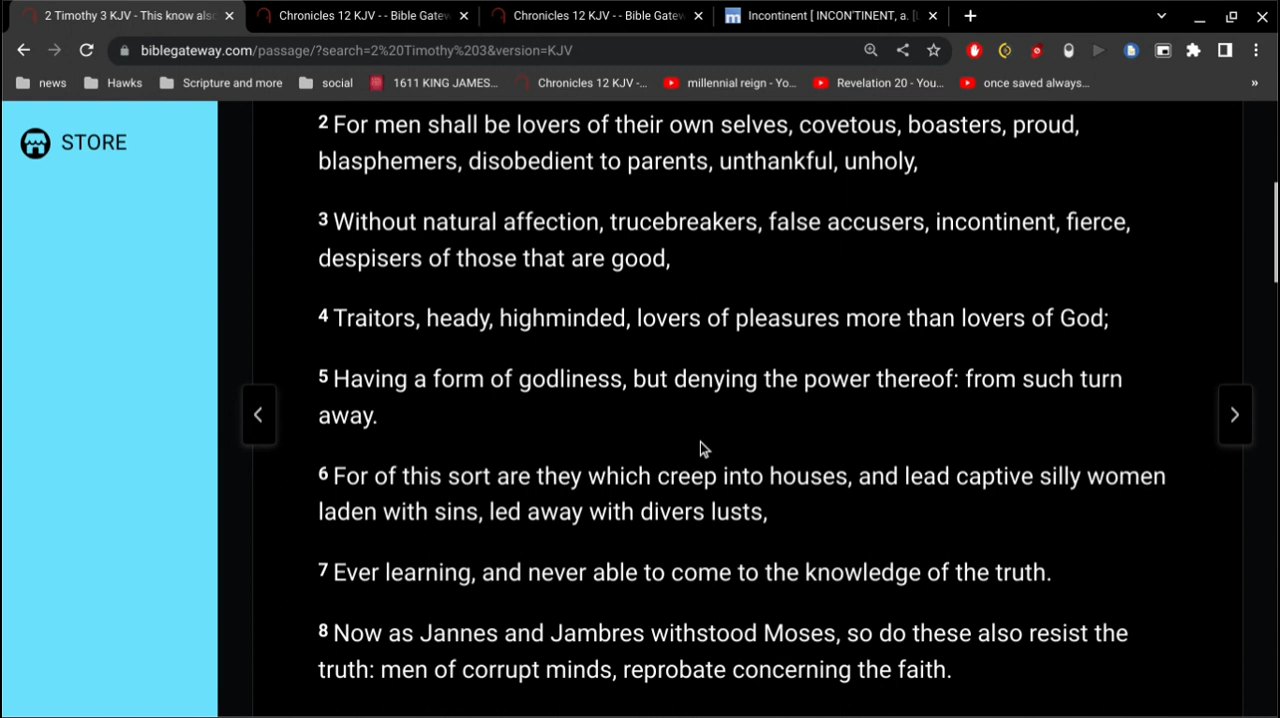 2 Timothy 3 KJV - This know als
Chronicles 12 KJV - - Bible Gatew
Chronicles 12 KJV - - Bible Gatew
Incontinent [ INCON'TINENT, a. [L
biblegateway.com/passage/?search=2%20Timothy%203&version=KJV
news
Hawks
Scripture and more
social
1611 KING JAMES...
Chronicles 12 KJV -...
millennial reign - Yo...
Revelation 20 - You...
once saved always...
»
STORE
2 For men shall be lovers of their own selves, covetous, boasters, proud,
blasphemers, disobedient to parents, unthankful, unholy,
3 Without natural affection, trucebreakers, false accusers, incontinent, fierce,
despisers of those that are good,
4 Traitors, heady, highminded, lovers of pleasures more than lovers of God;
5 Having a form of godliness, but denying the power thereof: from such turn
away.
6 For of this sort are they which creep into houses, and lead captive silly women
laden with sins, led away with divers lusts,
7 Ever learning, and never able to come to the knowledge of the truth.
8 Now as Jannes and Jambres withstood Moses, so do these also resist the
truth: men of corrupt minds, reprobate concerning the faith.